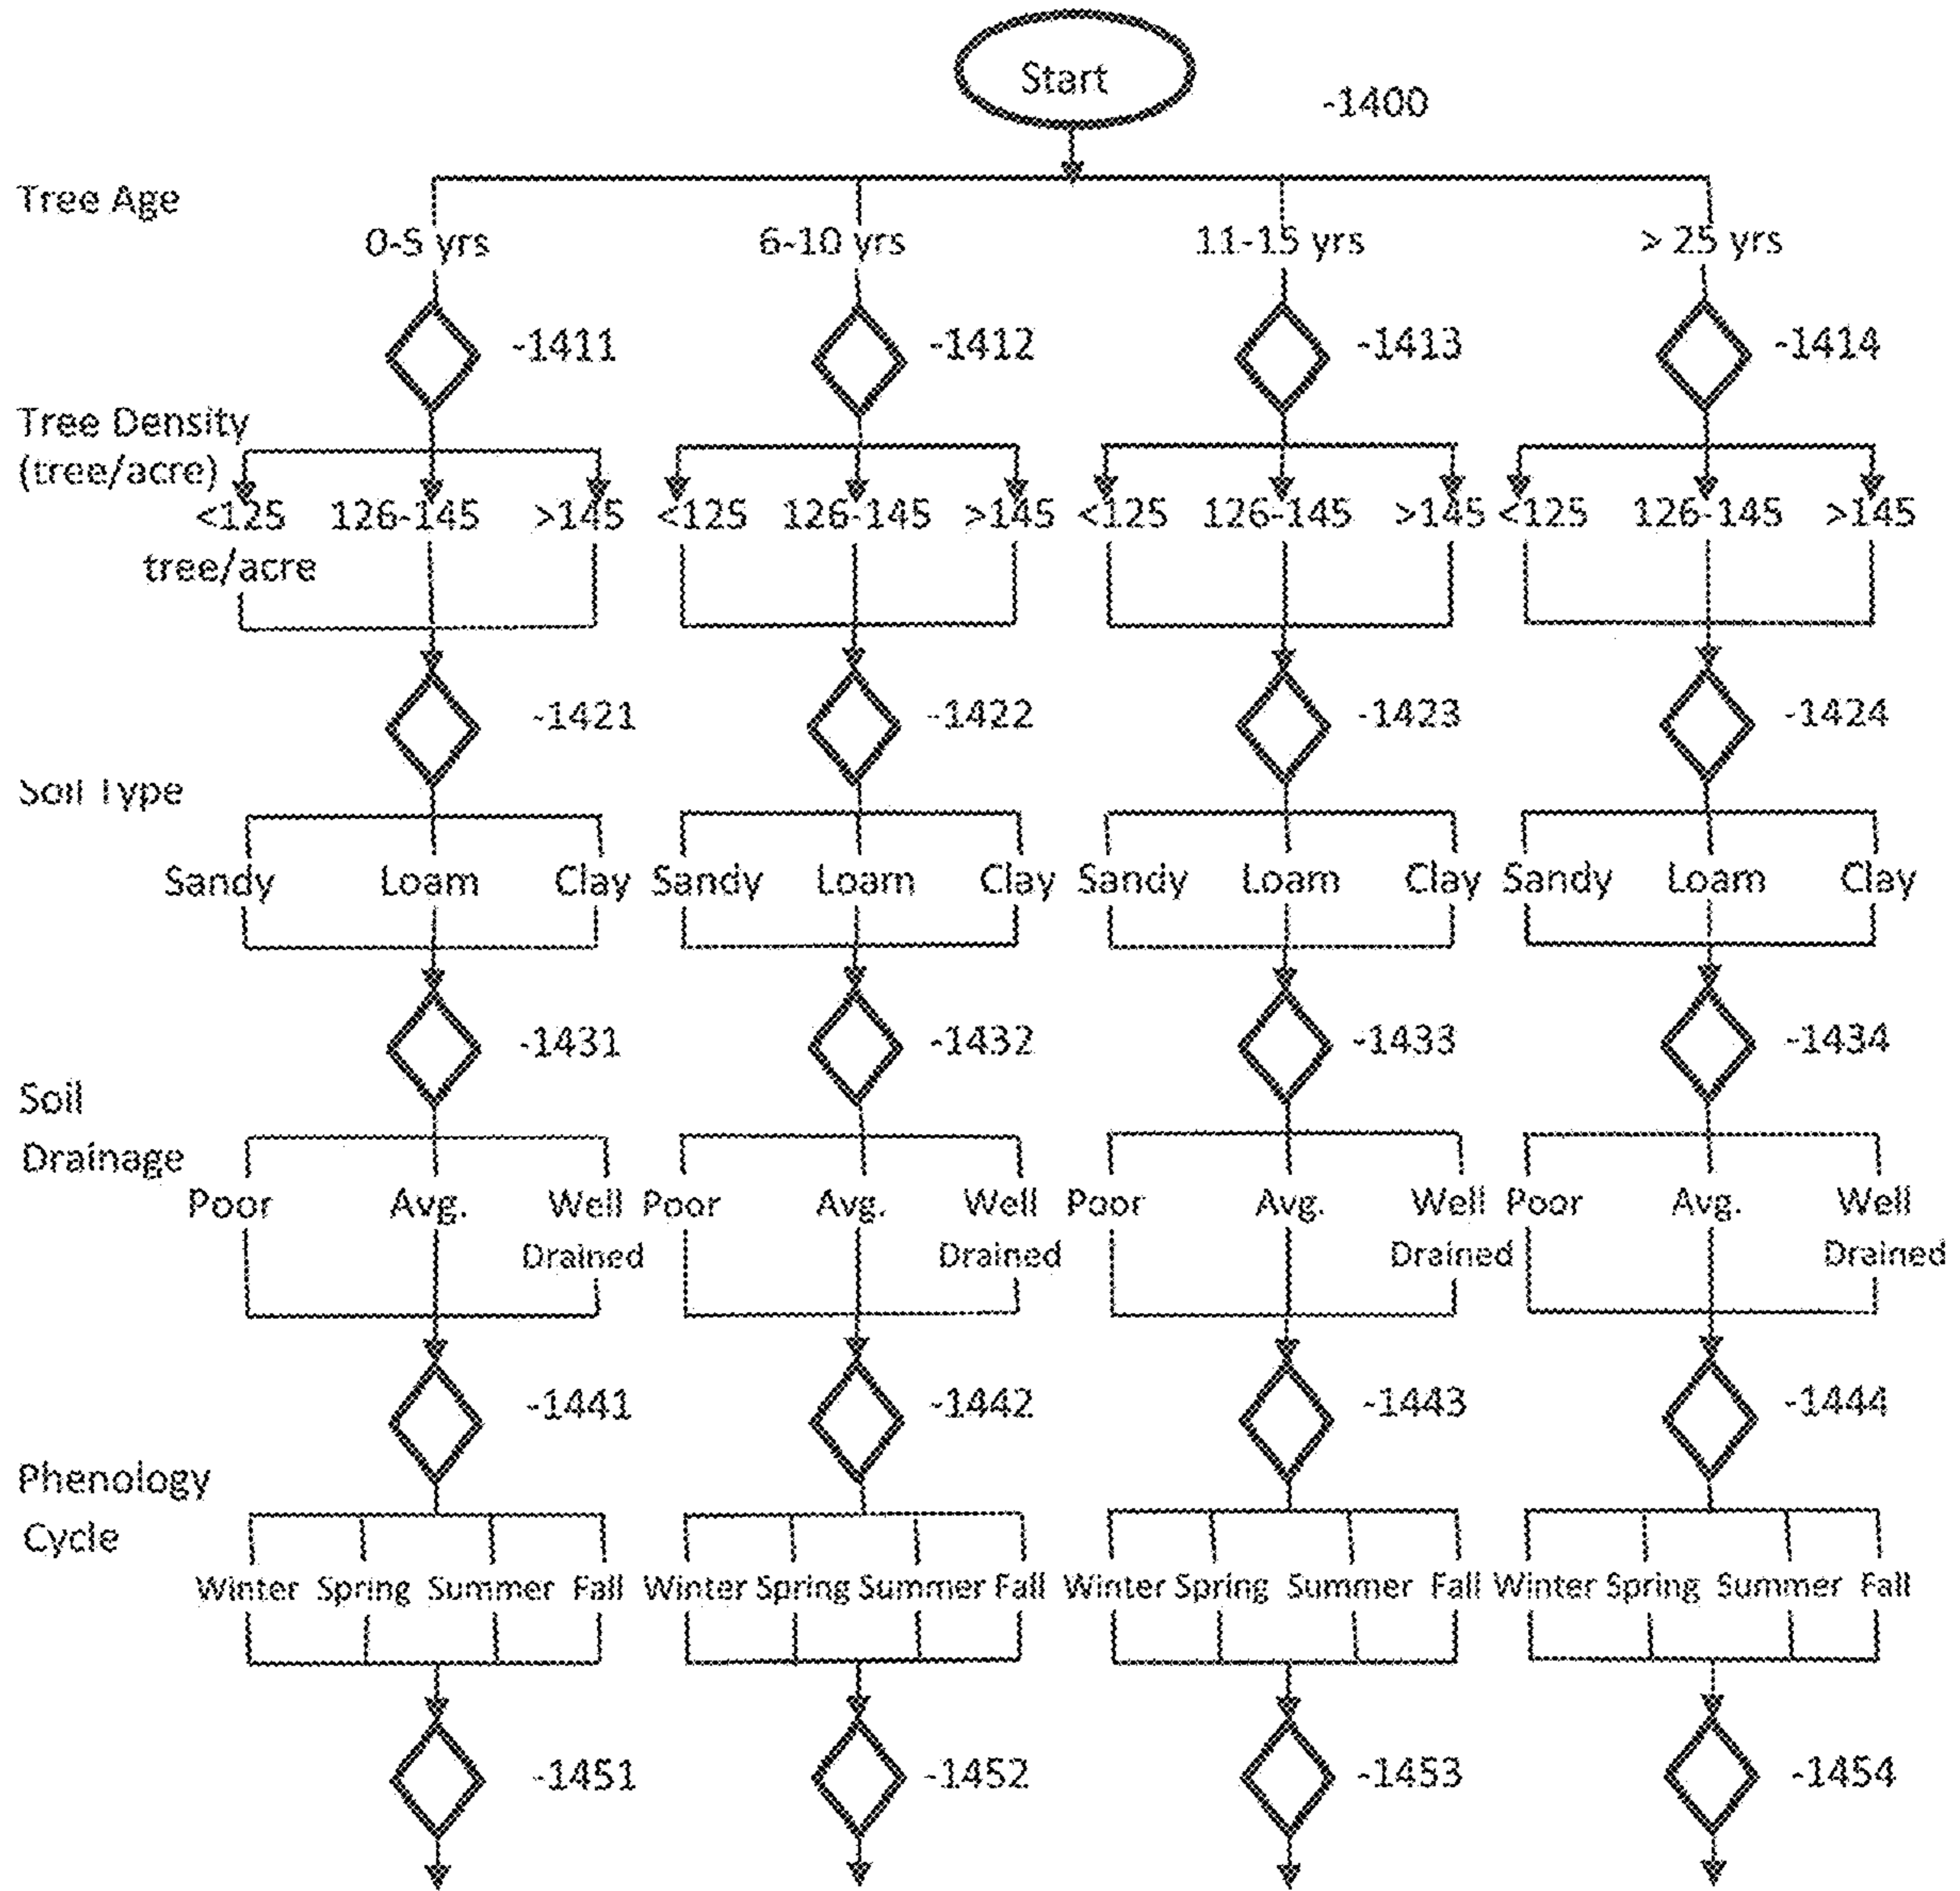 Start
-1400
Tree Age
0-5 yrs 6-10 yrs 11-15 yrs > 25 yrs
-1411 -1412 -1413 -1414
Tree Density
(tree/acre)
<125 126-145 >145 <125 126-145 >145 <125 126-145 >145 <125 126-145 >145
tree/acre
-1421 -1422 -1423 -1424
Soil Type
Sandy Loam Clay Sandy Loam Clay Sandy Loam Clay Sandy Loam Clay
-1431 -1432 -1433 -1434
Soil
Drainage
Poor Avg. Well Poor Avg. Well Poor Avg. Well Poor Avg. Well
Drained Drained Drained Drained
-1441 -1442 -1443 -1444
Phenology
Cycle
Winter Spring Summer Fall Winter Spring Summer Fall Winter Spring Summer Fall Winter Spring Summer Fall
-1451 -1452 -1453 -1454